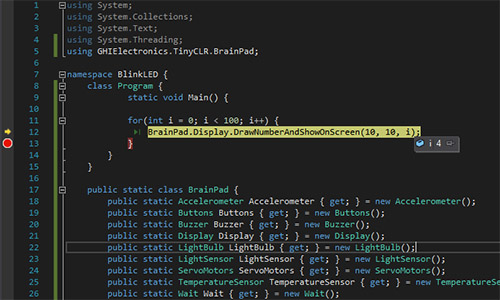 1 using System;
2 using System.Collections;
3 using System.Text;
4 using System.Threading;
5 using GHIElectronics.TinyCLR.BrainPad;
6
7 namespace BlinkLED {
8 class Program {
9 static void Main() {
10
11 for(int i = 0; i < 100; i++) {
12 BrainPad.Display.DrawNumberAndShowOnScreen(10, 10, i);
13 }
i 4
14 }
15 }
16
17 public static class BrainPad {
18 public static Accelerometer Accelerometer { get; } = new Accelerometer();
19 public static Buttons Buttons { get; } = new Buttons();
20 public static Buzzer Buzzer { get; } = new Buzzer();
21 public static Display Display { get; } = new Display();
22 public static LightBulb LightBulb { get; } = new LightBulb();
23 public static LightSensor LightSensor { get; } = new LightSensor()
24 public static ServoMotors ServoMotors { get; } = new ServoMotors();
25 public static TemperatureSensor TemperatureSensor { get; } = new T
26 public static Wait Wait { get; } = new Wait();